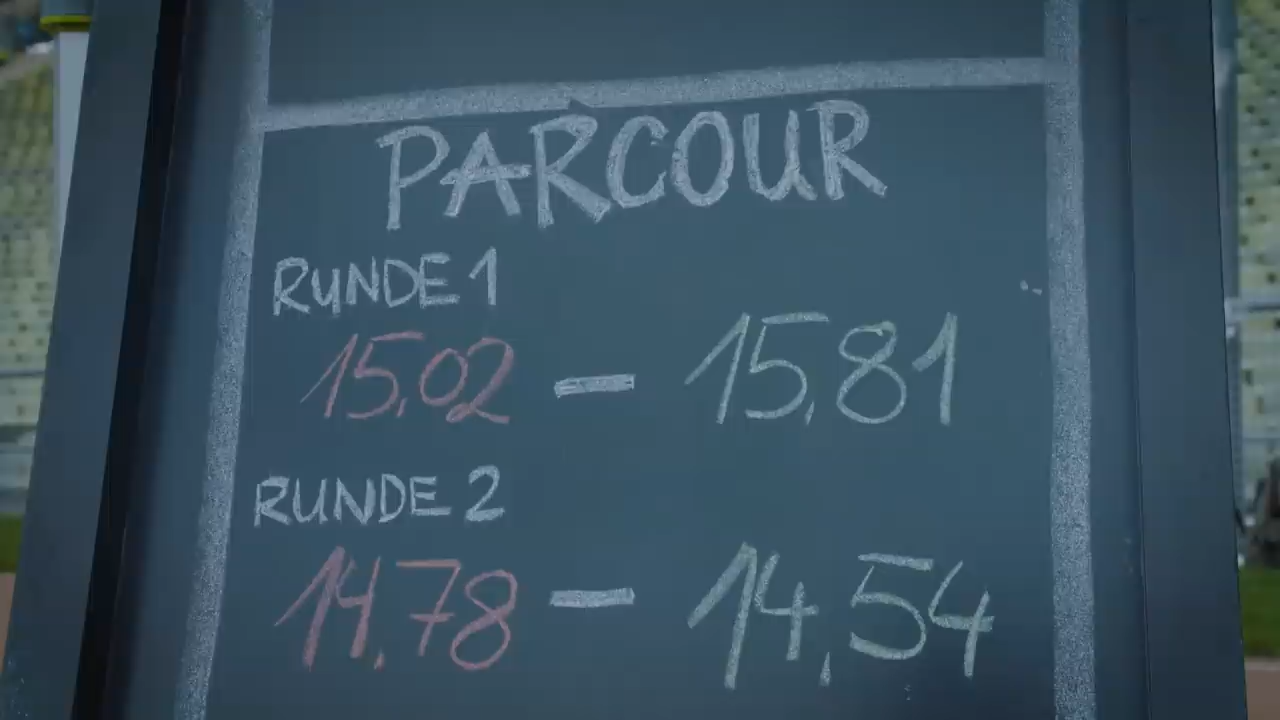 PARCOUR
RUNDE 1
15,02 – 15,81
RUNDE 2
14,78 – 14,54